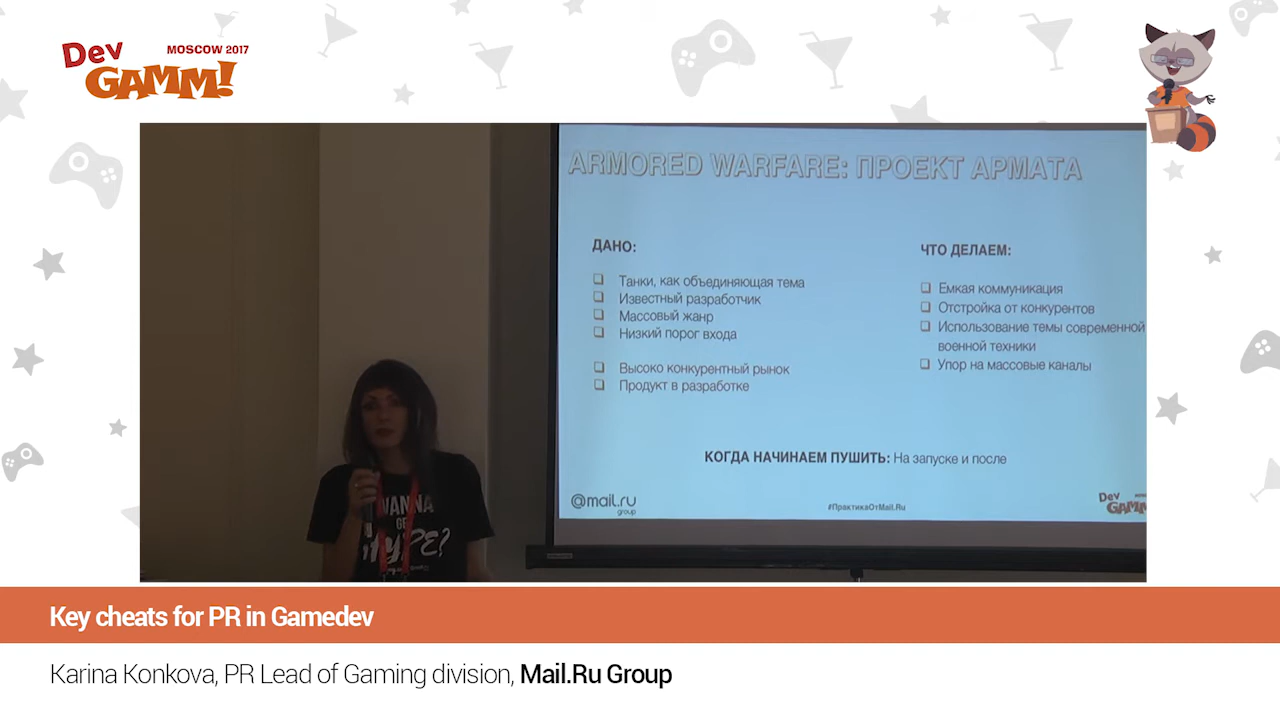 Dev
GAMM!
MOSCOW 2017
ARMORED WARFARE: ПРОЕКТ АРМАТА
ДАНО:
Танки, как объединяющая тема
Известный разработчик
Массовый жанр
Низкий порог входа
Высоко конкурентный рынок
Продукт в разработке
ЧТО ДЕЛАЕМ:
Емкая коммуникация
Отстройка от конкурентов
Использование темы современной
военной техники
Упор на массовые каналы
КОГДА НАЧИНАЕМ ПУШИТЬ: На запуске и после
@mail.ru
group
#ПрактикаОтMail.Ru
Dev
GAMM
WANNA
GE
HYPE?
Key cheats for PR in Gamedev
Karina Konkova, PR Lead of Gaming division, Mail.Ru Group